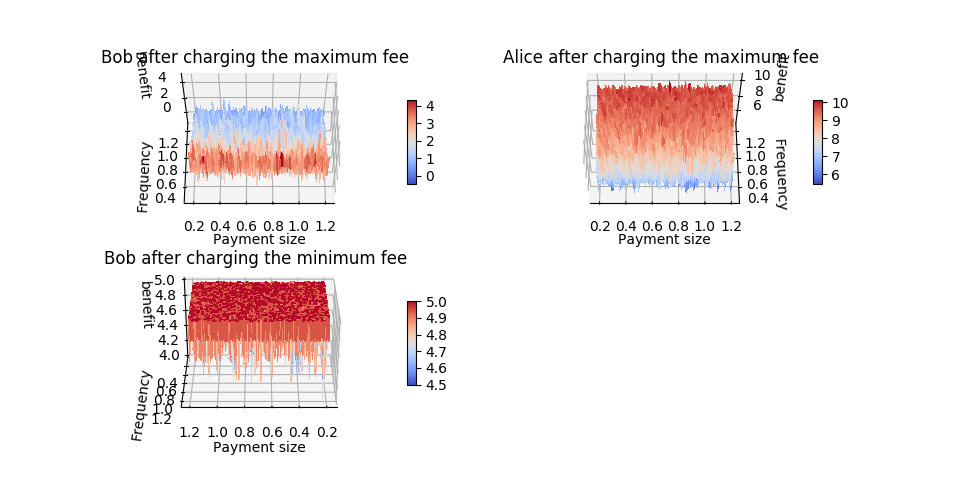 Bob after charging the maximum fee
benefit
4
2
0
1.2
1.0
0.8
0.6
0.4
Frequency
0.2 0.4 0.6 0.8 1.0 1.2
Payment size
4
3
2
1
0
Alice after charging the maximum fee
benefit
10
8
6
1.2
1.0
0.8
0.6
0.4
Frequency
0.2 0.4 0.6 0.8 1.0 1.2
Payment size
10
9
8
7
6
Bob after charging the minimum fee
benefit
5.0
4.8
4.6
4.4
4.2
4.0
0.4
0.6
0.8
1.0
1.2
Frequency
1.2 1.0 0.8 0.6 0.4 0.2
Payment size
5.0
4.9
4.8
4.7
4.6
4.5